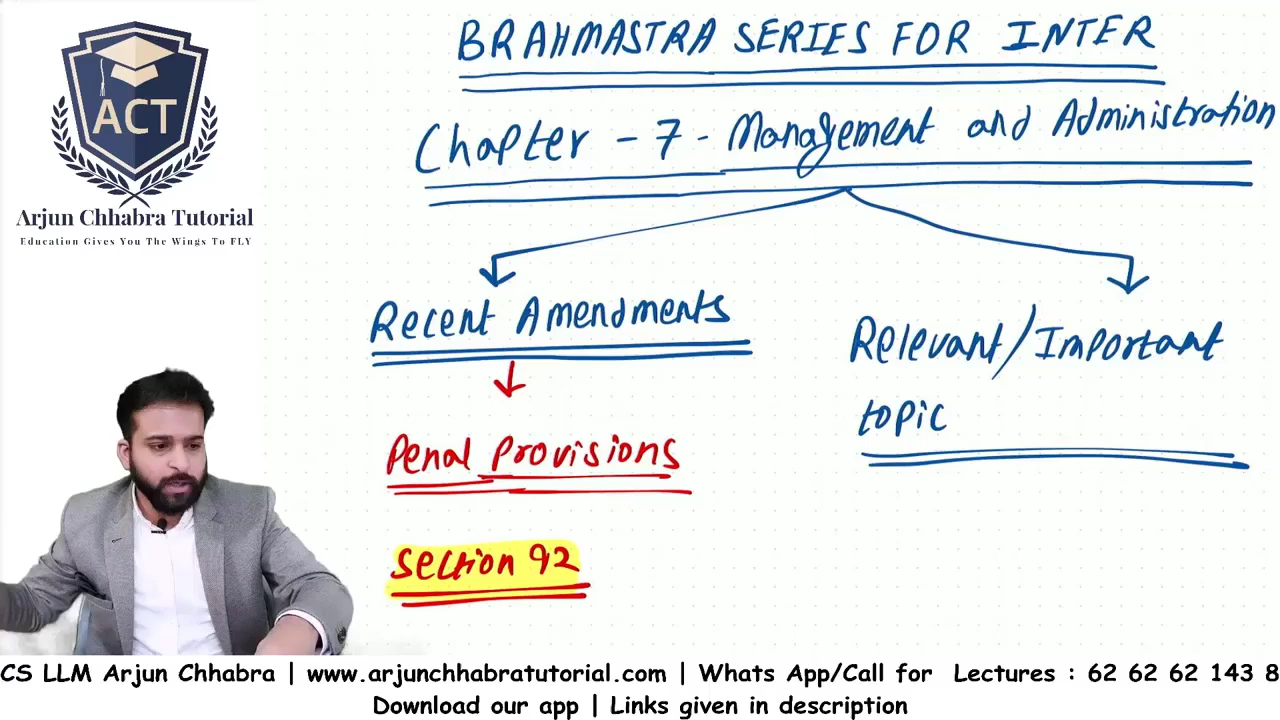 BRAHMASTRA SERIES FOR INTER
Chapter - 7 - Management and Administration
ACT
Arjun Chhabra Tutorial
Education Gives You The Wings To FLY
Recent Amendments
Relevant/Important
topic
Penal Provisions
Section 92
CS LLM Arjun Chhabra | www.arjunchhabratutorial.com | Whats App/Call for Lectures : 62 62 62 143 8
Download our app | Links given in description